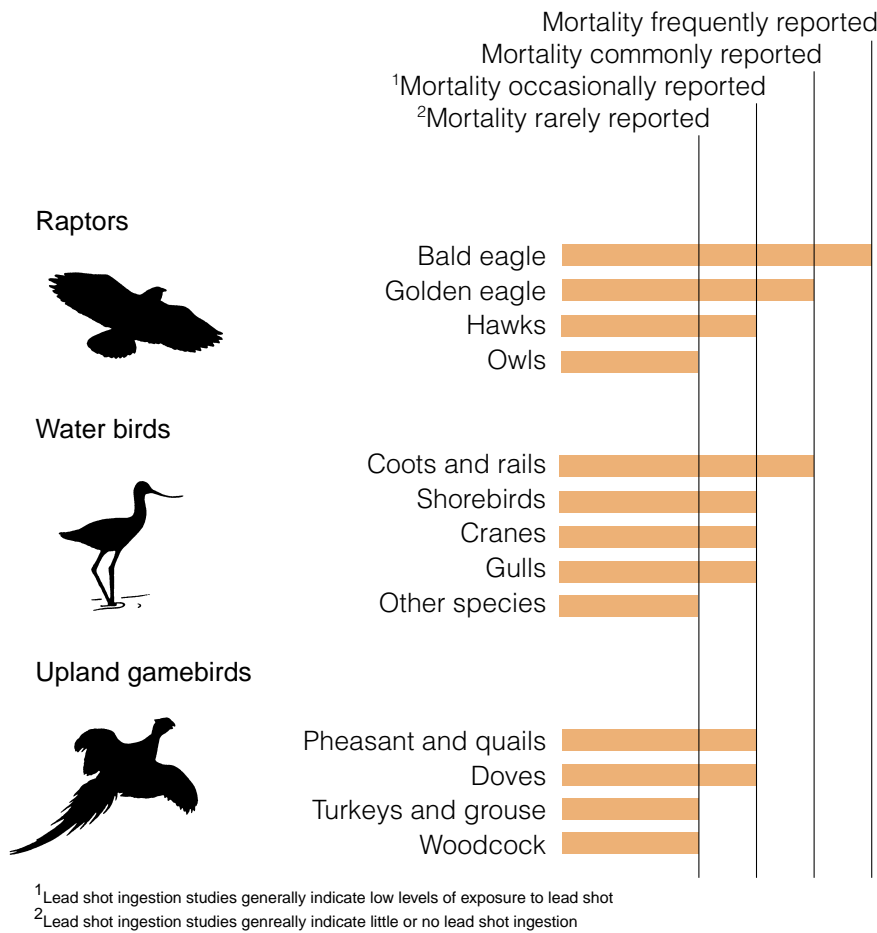 Mortality frequently reported
Mortality commonly reported
¹Mortality occasionally reported
²Mortality rarely reported
Raptors
Bald eagle
Golden eagle
Hawks
Owls
Water birds
Coots and rails
Shorebirds
Cranes
Gulls
Other species
Upland gamebirds
Pheasant and quails
Doves
Turkeys and grouse
Woodcock
¹Lead shot ingestion studies generally indicate low levels of exposure to lead shot
²Lead shot ingestion studies genreally indicate little or no lead shot ingestion